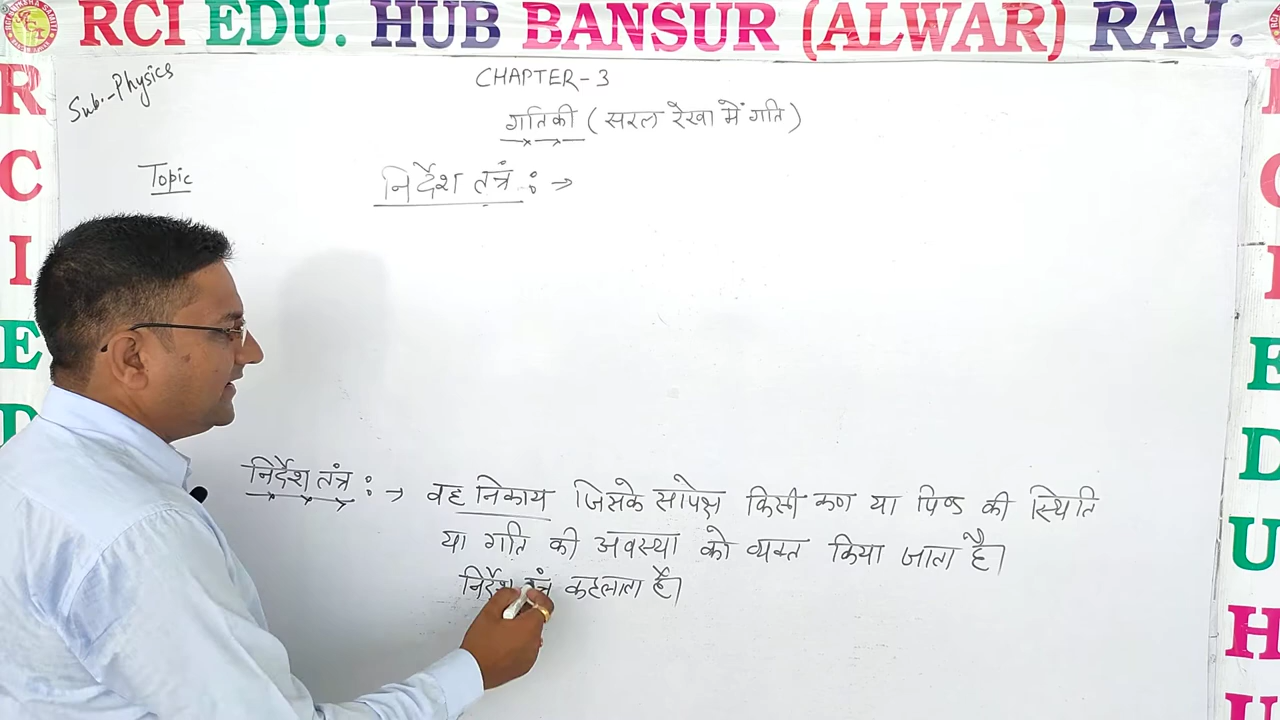 RCI EDU. HUB BANSUR (ALWAR) RAJ.
Sub.-Physics
CHAPTER-3
गतिकी (सरल रेखा में गति)
Topic
निर्देश तंत्र :→
निर्देश तंत्र :→ वह निकाय जिसके सापेक्ष किसी कण या पिण्ड की स्थिति
या गति की अवस्था को व्यक्त किया जाता है।
निर्देश तंत्र कहलाता है।
R
C
I
E
D
E
D
U
H
U